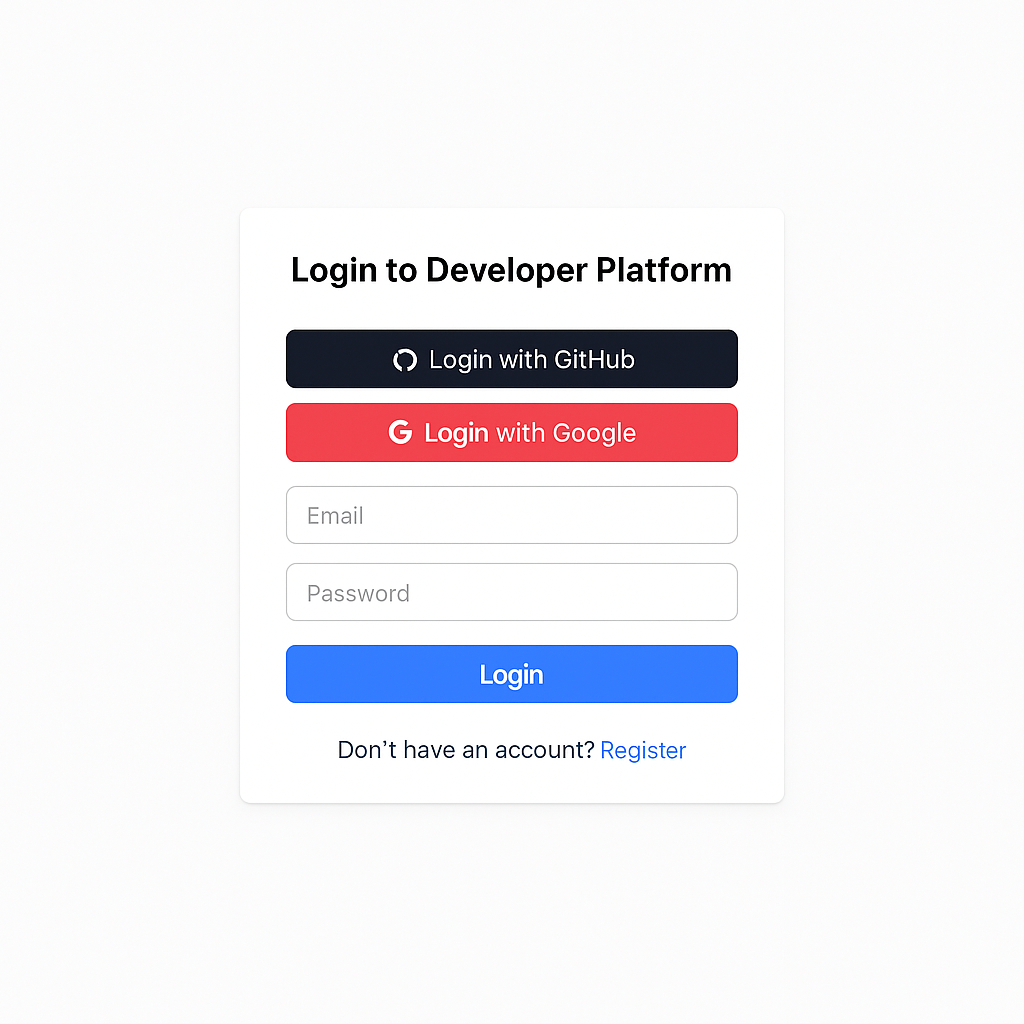 Login to Developer Platform
Login with GitHub
Login with Google
Email
Password
Login
Don’t have an account? Register